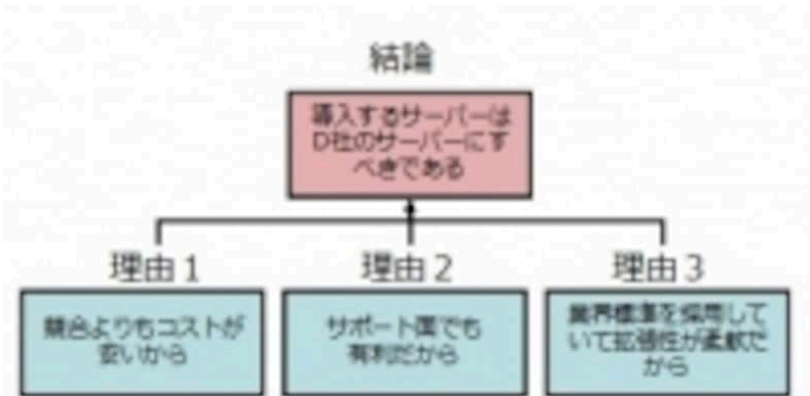 結論
導入するサーバーは
D社のサーバーにす
べきである
理由1
理由2
理由3
競合よりもコストが
安いから
サポート面でも
有利だから
業界標準を採用して
いて拡張性が柔軟だ
から